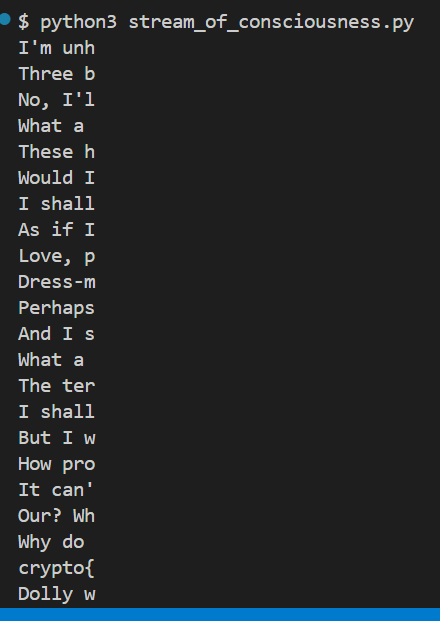 $ python3 stream_of_consciousness.py
I'm unh
Three b
No, I'l
What a
These h
Would I
I shall
As if I
Love, p
Dress-m
Perhaps
And I s
What a
The ter
I shall
But I w
How pro
It can'
Our? Wh
Why do
crypto{
Dolly w